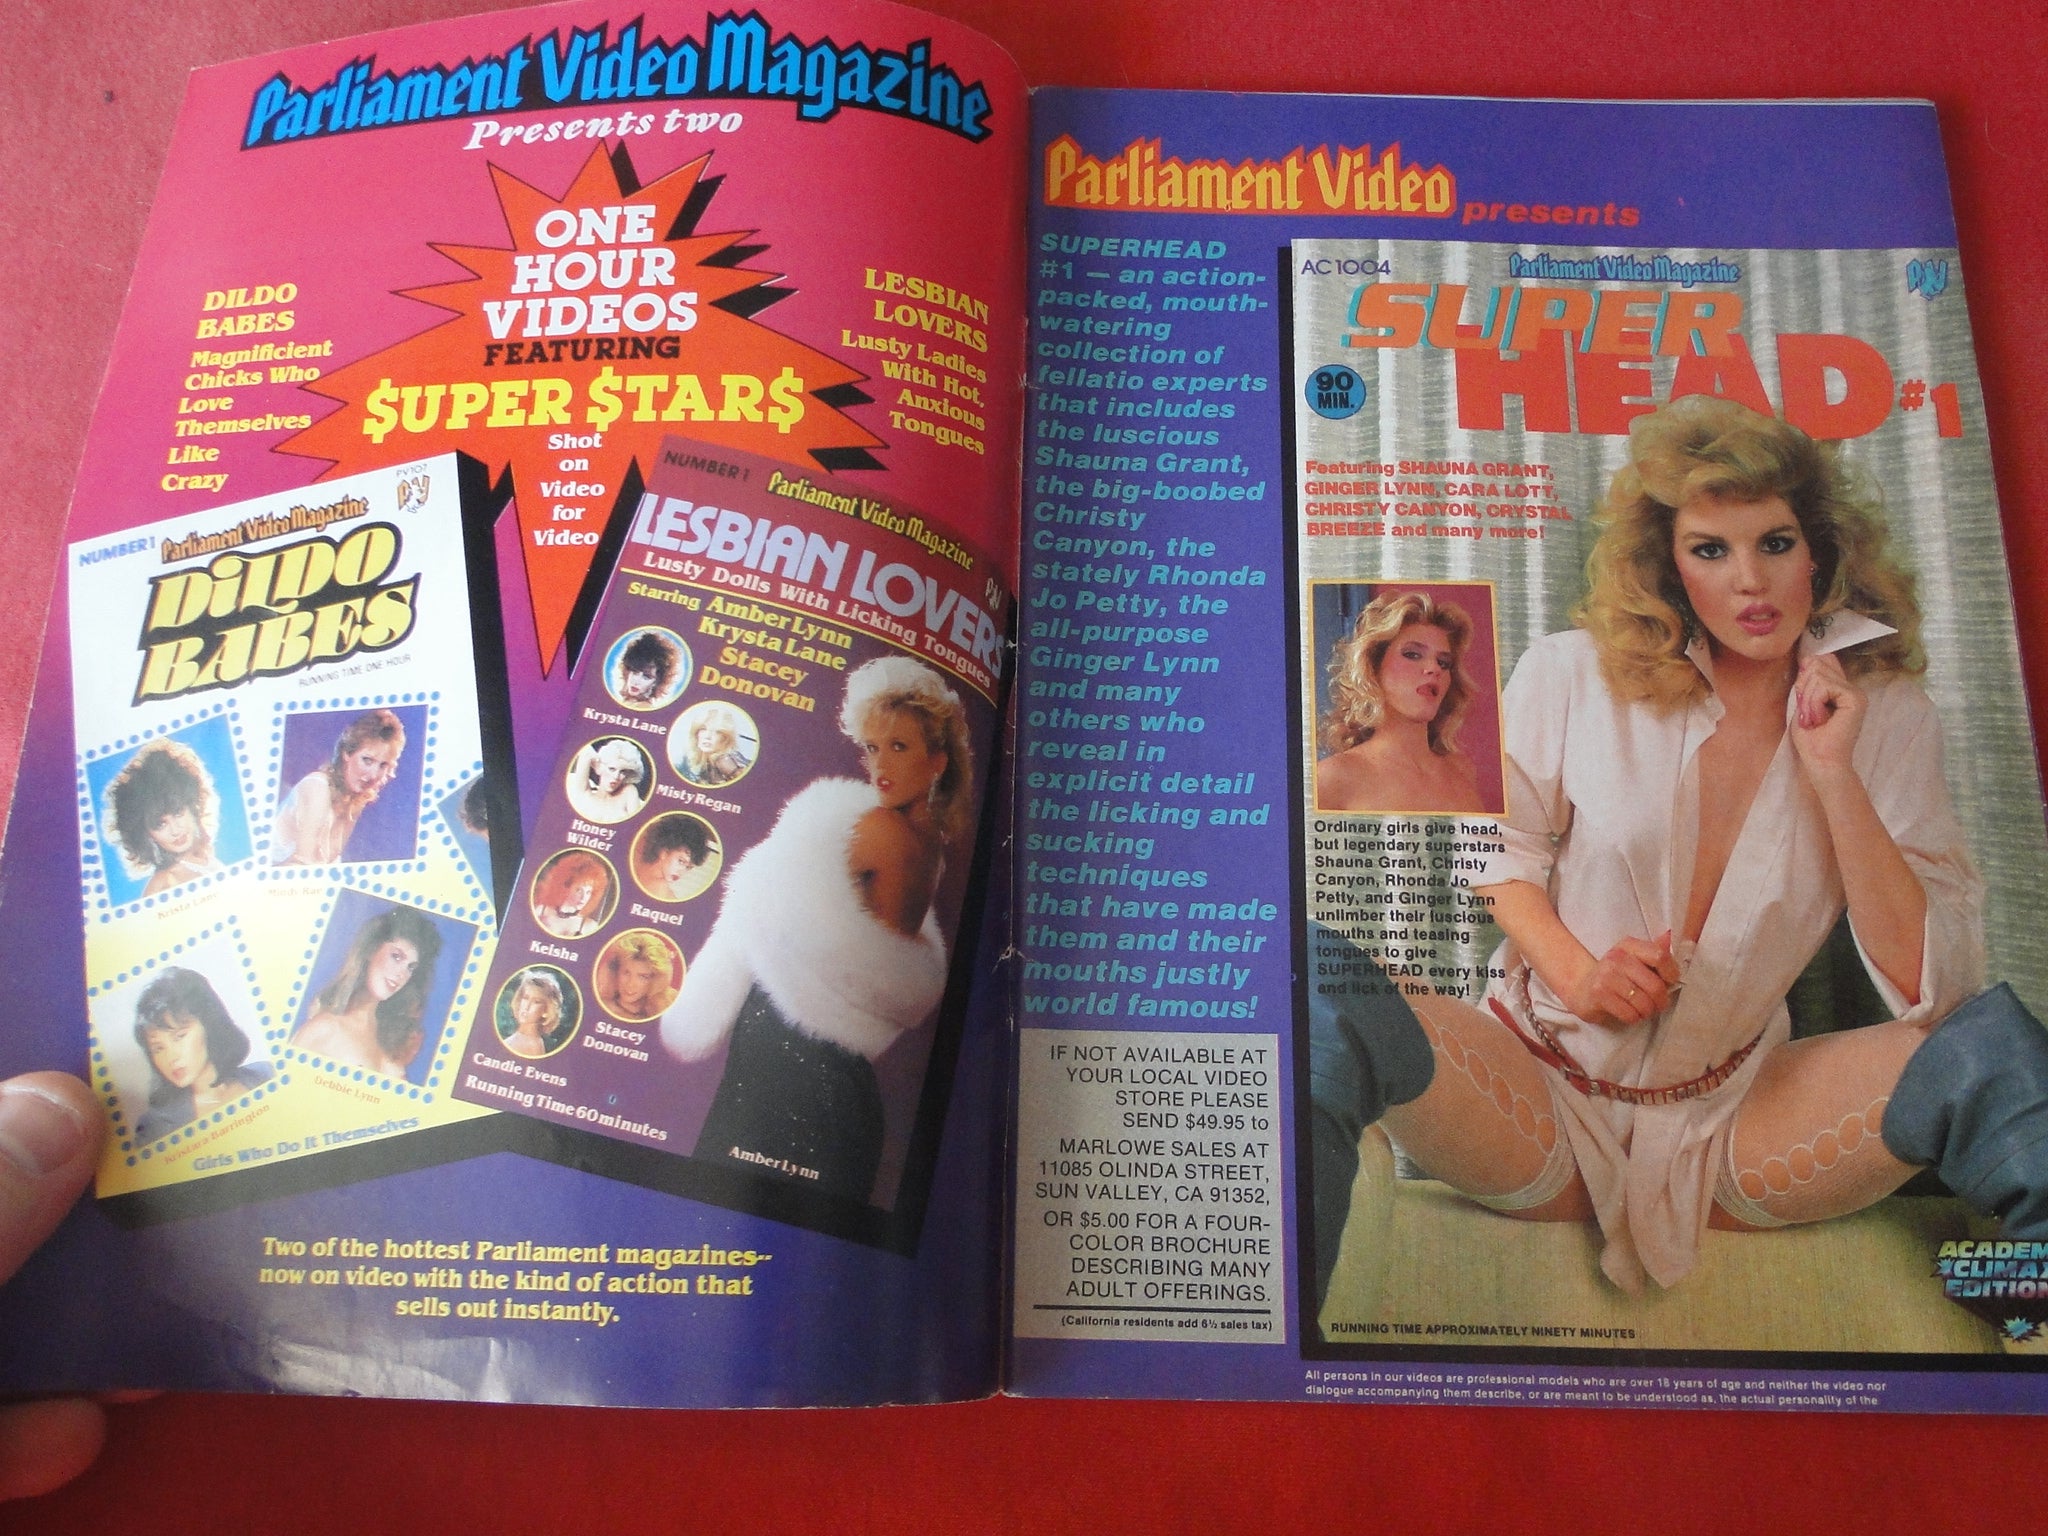 Parliament Video Magazine
Presents two
ONE
HOUR
VIDEOS
FEATURING
$UPER $TAR$
Shot
on
Video
for
Video
DILDO
BABES
Magnificient
Chicks Who
Love
Themselves
Like
Crazy
LESBIAN
LOVERS
Lusty Ladies
With Hot,
Anxious
Tongues
PV107
NUMBER 1 Parliament Video Magazine
DILDO
BABES
RUNNING TIME ONE HOUR
Krista Lane
Mindy Rae
Kristara Barrington
Debbie Lynn
Girls Who Do It Themselves
NUMBER 1 Parliament Video Magazine
LESBIAN LOVERS
Lusty Dolls With Licking Tongues
Starring Amber Lynn
Krysta Lane
Stacey
Donovan
Krysta Lane
Misty Regan
Honey
Wilder
Raquel
Keisha
Stacey
Donovan
Candie Evens
Running Time 60 minutes
Amber Lynn
Two of the hottest Parliament magazines--
now on video with the kind of action that
sells out instantly.
Parliament Video
presents
SUPERHEAD
#1 — an action-
packed, mouth-
watering
collection of
fellatio experts
that includes
the luscious
Shauna Grant,
the big-boobed
Christy
Canyon, the
stately Rhonda
Jo Petty, the
all-purpose
Ginger Lynn
and many
others who
reveal in
explicit detail
the licking and
sucking
techniques
that have made
them and their
mouths justly
world famous!
IF NOT AVAILABLE AT
YOUR LOCAL VIDEO
STORE PLEASE
SEND $49.95 to
MARLOWE SALES AT
11085 OLINDA STREET,
SUN VALLEY, CA 91352,
OR $5.00 FOR A FOUR-
COLOR BROCHURE
DESCRIBING MANY
ADULT OFFERINGS.
(California residents add 6½ sales tax)
AC1004
Parliament Video Magazine
PV
SUPER
HEAD #1
90
MIN.
Featuring SHAUNA GRANT,
GINGER LYNN, CARA LOTT,
CHRISTY CANYON, CRYSTAL
BREEZE and many more!
Ordinary girls give head,
but legendary superstars
Shauna Grant, Christy
Canyon, Rhonda Jo
Petty, and Ginger Lynn
unlimber their luscious
mouths and teasing
tongues to give
SUPERHEAD every kiss
and lick of the way!
ACADEM
CLIMAX
EDITION
RUNNING TIME APPROXIMATELY NINETY MINUTES
All persons in our videos are professional models who are over 18 years of age and neither the video nor
dialogue accompanying them describe, or are meant to be understood as, the actual personality of the